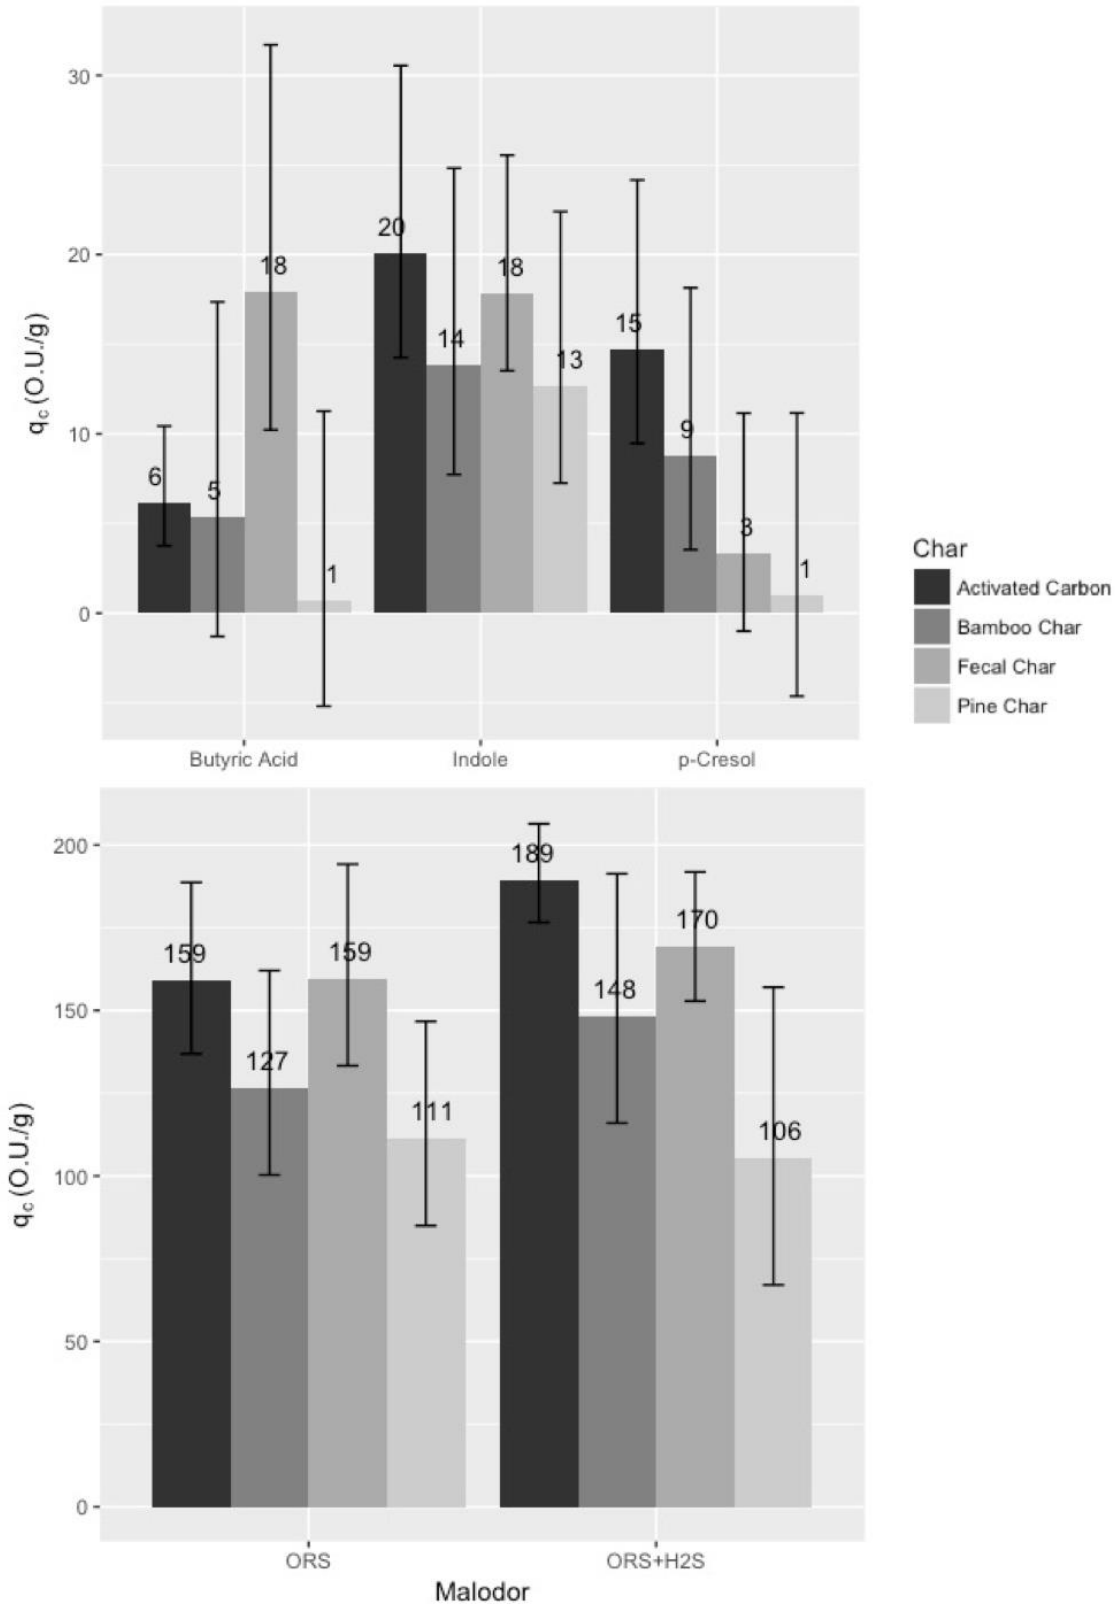 30
20
10
0
qc (O.U./g)
6
5
18
1
20
14
18
13
15
9
3
1
Butyric Acid Indole p-Cresol
Char
Activated Carbon
Bamboo Char
Fecal Char
Pine Char
200
150
100
50
0
qc (O.U./g)
159
127
159
111
189
148
170
106
ORS ORS+H2S
Malodor